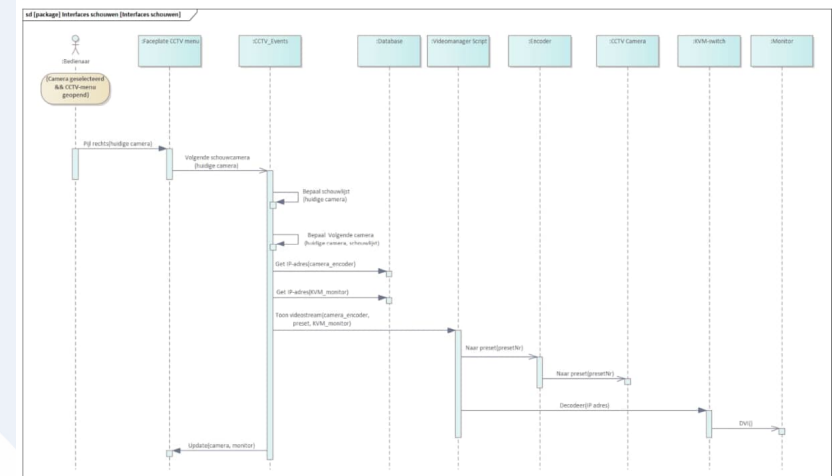 sd [package] Interfaces schouwen [Interfaces schouwen]
:Bedienaar
:Faceplate CCTV menu
:CCTV_Events
:Database
:Videomanager Script
:Encoder
:CCTV Camera
:KVM-switch
:Monitor
{Camera geselecteerd
&& CCTV-menu
geopend}
Pijl rechts(huidige camera)
Volgende schouwcamera
(huidige camera)
Bepaal schouwlijst
(huidige camera)
Bepaal Volgende camera
(huidige camera, schouwlijst)
Get IP-adres(camera_encoder)
Get IP-adres(KVM_monitor)
Toon videostream(camera_encoder,
preset, KVM_monitor)
Naar preset(presetNr)
Naar preset(presetNr)
Decodeer(IP adres)
DVI()
Update(camera, monitor)